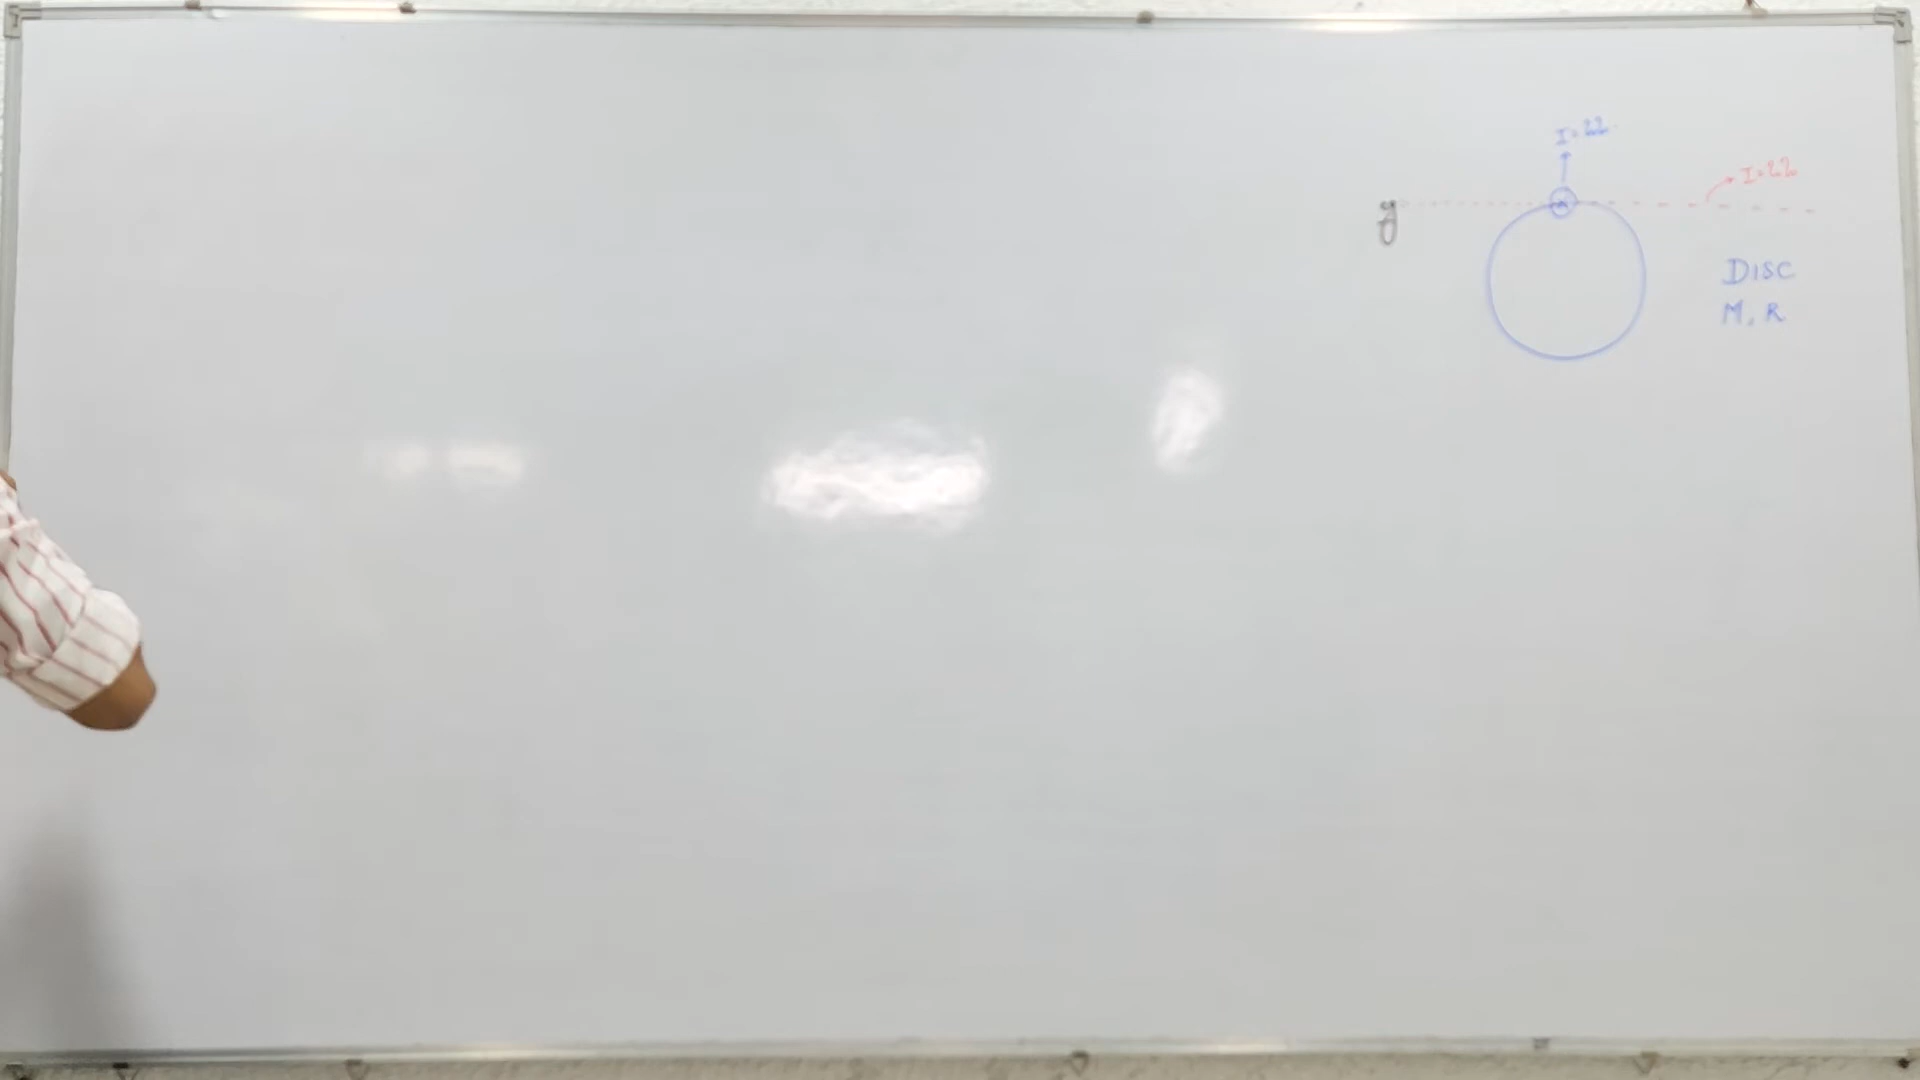 I=??
I=??
y
DISC
M, R